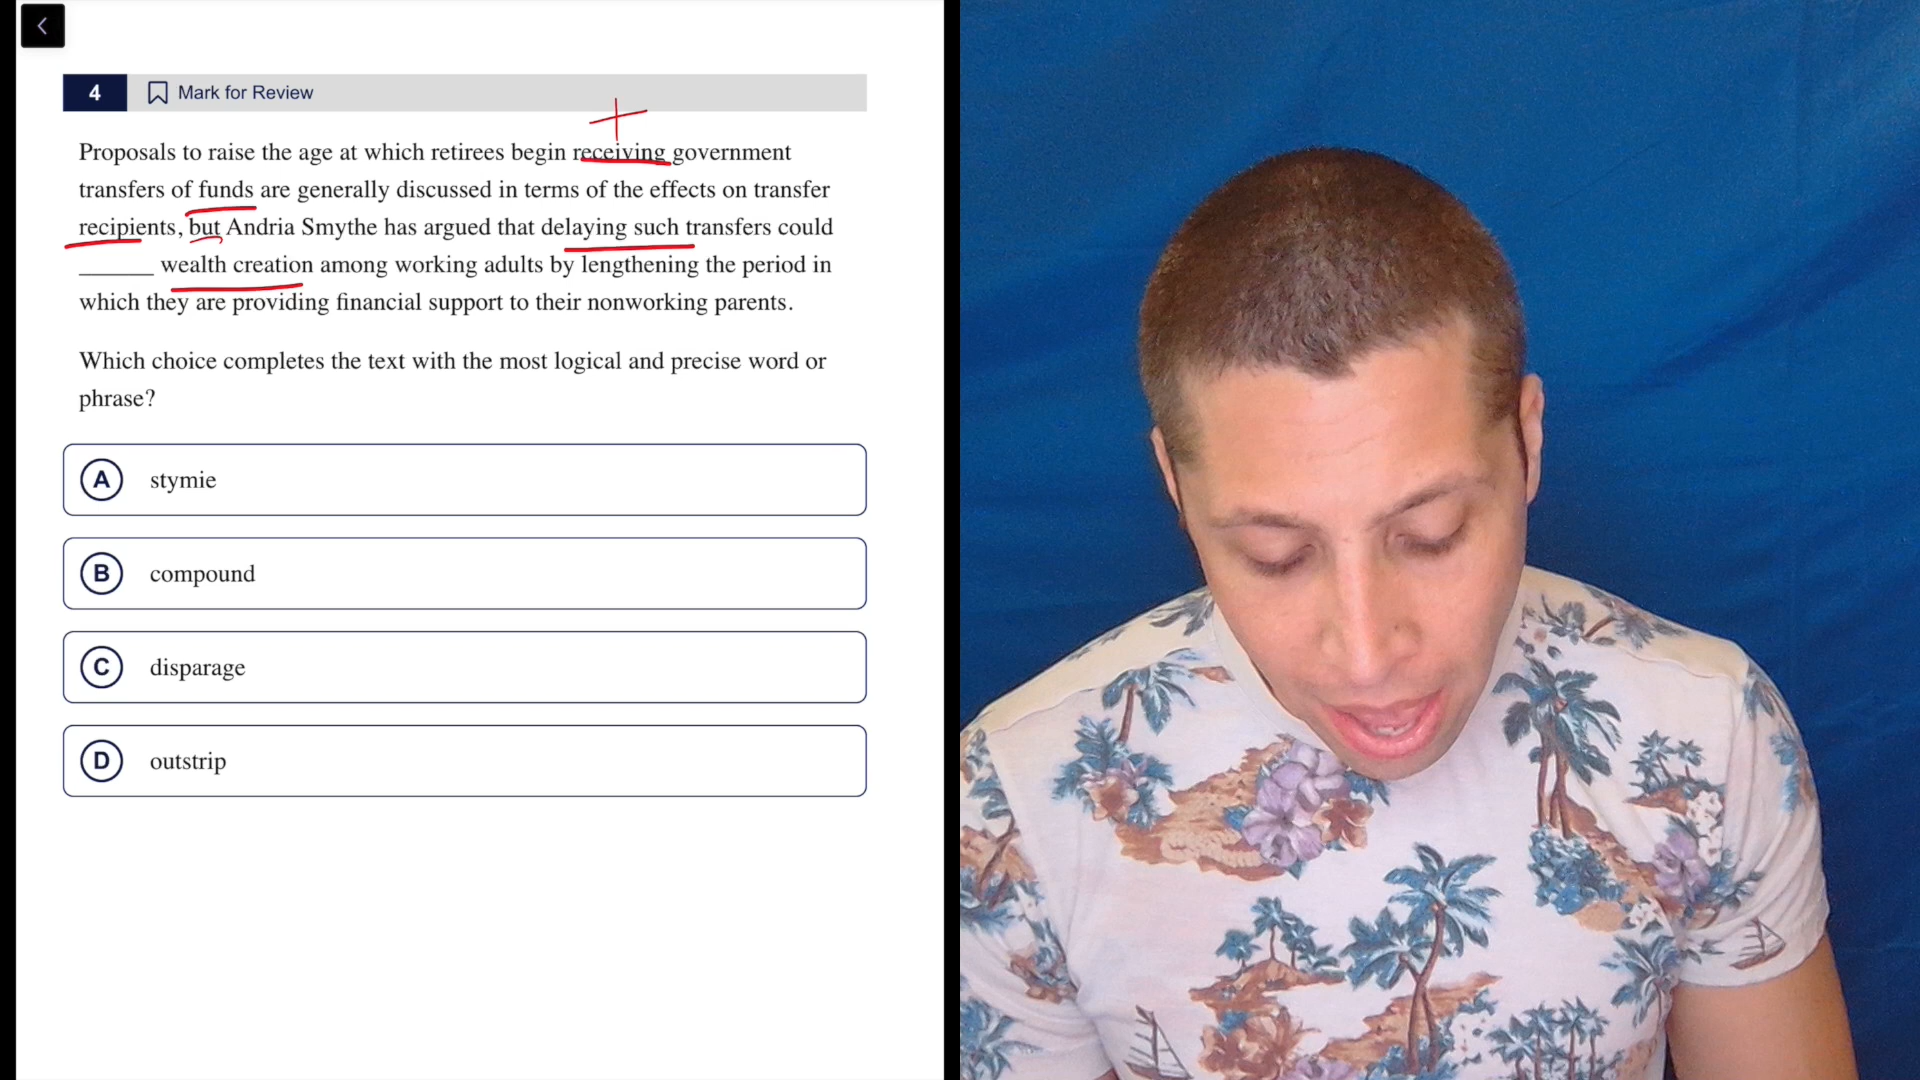 4 Mark for Review
Proposals to raise the age at which retirees begin receiving government
transfers of funds are generally discussed in terms of the effects on transfer
recipients, but Andria Smythe has argued that delaying such transfers could
______ wealth creation among working adults by lengthening the period in
which they are providing financial support to their nonworking parents.
Which choice completes the text with the most logical and precise word or
phrase?
A stymie
B compound
C disparage
D outstrip